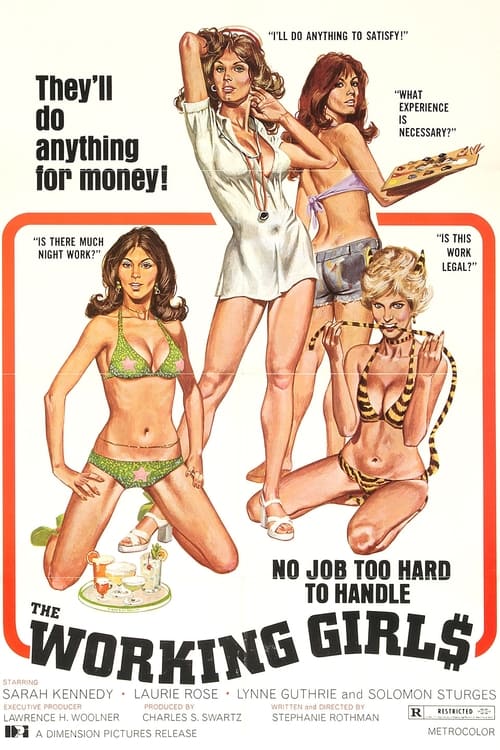 "I'LL DO ANYTHING TO SATISFY!"
They'll
do
anything
for money!
"WHAT
EXPERIENCE
IS
NECESSARY?"
"IS THERE MUCH
NIGHT WORK?"
"IS THIS
WORK
LEGAL?"
NO JOB TOO HARD
TO HANDLE
THE
WORKING GIRL$
STARRING
SARAH KENNEDY • LAURIE ROSE • LYNNE GUTHRIE and SOLOMON STURGES
EXECUTIVE PRODUCER
LAWRENCE H. WOOLNER
PRODUCED BY
CHARLES S. SWARTZ
WRITTEN and DIRECTED BY
STEPHANIE ROTHMAN
R RESTRICTED
A DIMENSION PICTURES RELEASE
METROCOLOR